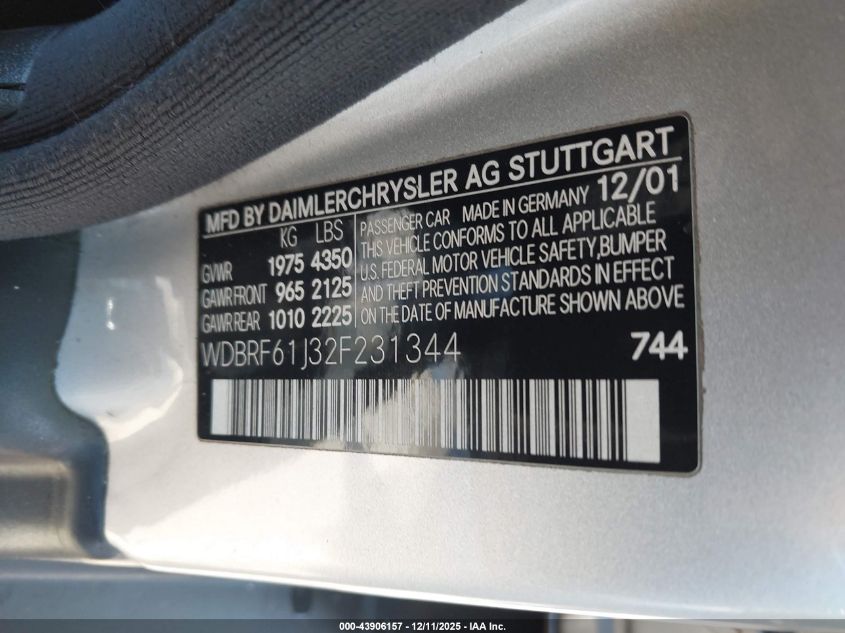 MFD BY DAIMLERCHRYSLER AG STUTTGART
KG LBS
GVWR 1975 4350
GAWR FRONT 965 2125
GAWR REAR 1010 2225
PASSENGER CAR MADE IN GERMANY 12/01
THIS VEHICLE CONFORMS TO ALL APPLICABLE
U.S. FEDERAL MOTOR VEHICLE SAFETY,BUMPER
AND THEFT PREVENTION STANDARDS IN EFFECT
ON THE DATE OF MANUFACTURE SHOWN ABOVE
WDBRF61J32F231344 744
000-43906157 - 12/11/2025 - IAA Inc.